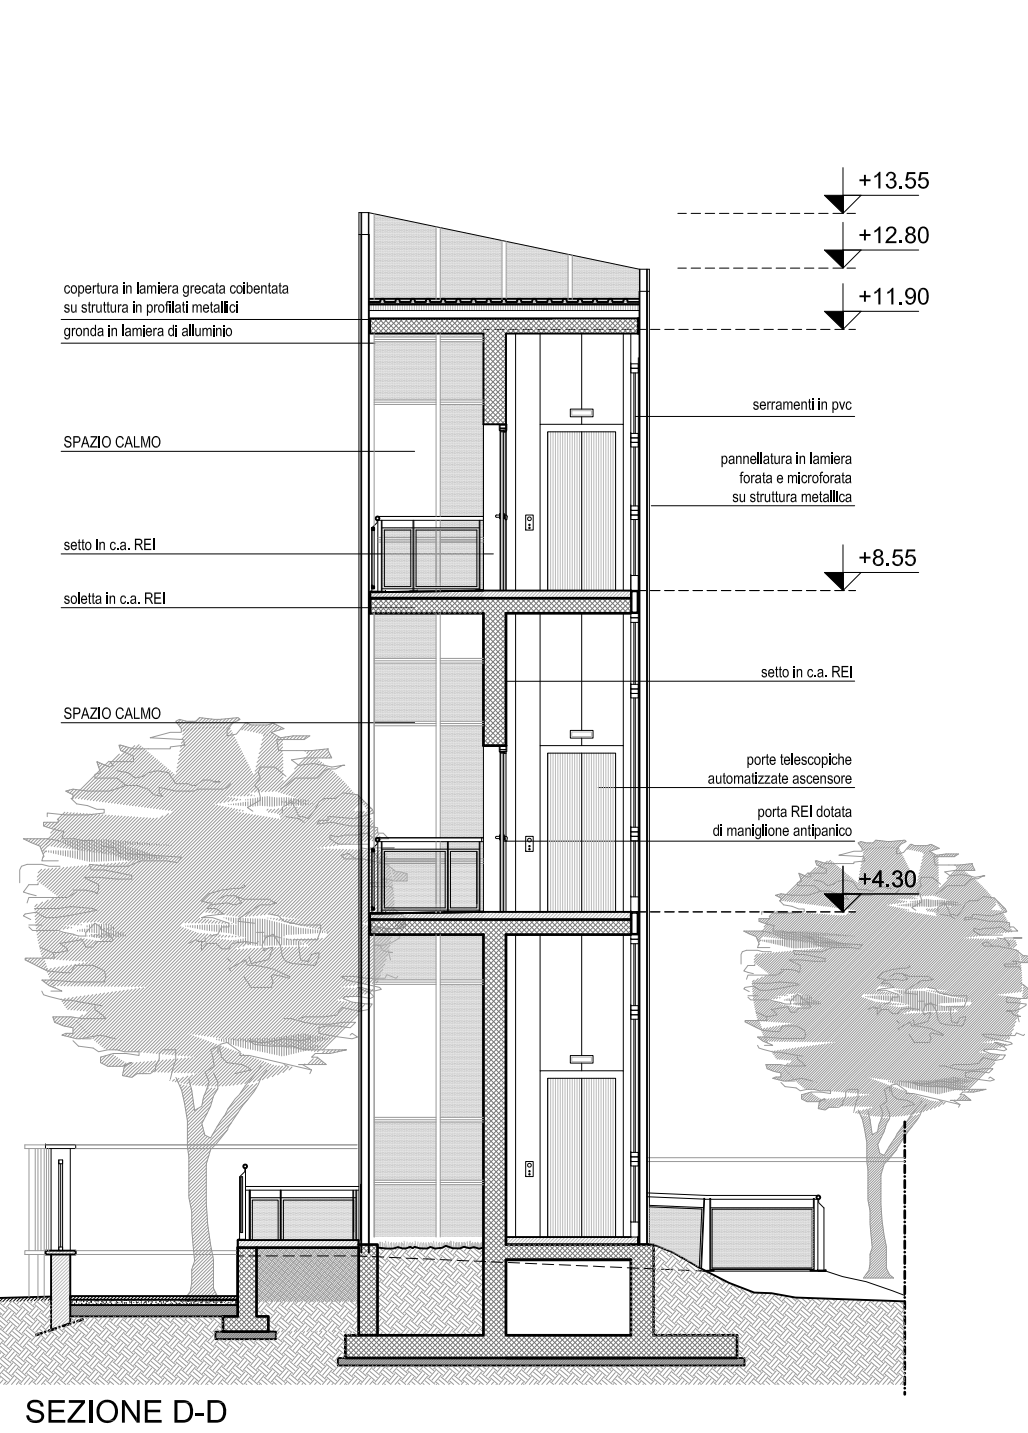 +13.55
+12.80
+11.90
copertura in lamiera grecata coibentata
su struttura in profilati metallici
gronda in lamiera di alluminio
serramenti in pvc
SPAZIO CALMO
pannellatura in lamiera
forata e microforata
su struttura metallica
setto in c.a. REI
+8.55
soletta in c.a. REI
setto in c.a. REI
SPAZIO CALMO
porte telescopiche
automatizzate ascensore
porta REI dotata
di maniglione antipanico
+4.30
SEZIONE D-D